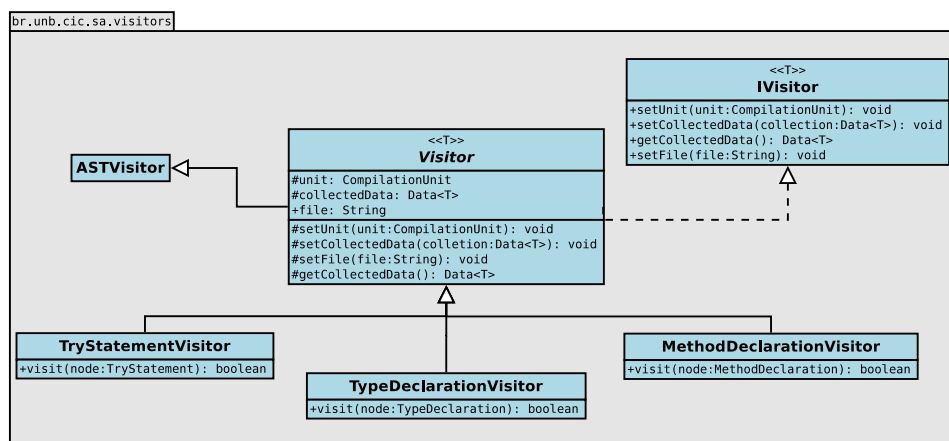 br.unb.cic.sa.visitors
<<T>>
IVisitor
+setUnit(unit:CompilationUnit): void
+setCollectedData(collection:Data<T>): void
+getCollectedData(): Data<T>
+setFile(file:String): void
<<T>>
Visitor
#unit: CompilationUnit
#collectedData: Data<T>
+file: String
#setUnit(unit:CompilationUnit): void
#setCollectedData(colletion:Data<T>): void
#setFile(file:String): void
#getCollectedData(): Data<T>
ASTVisitor
TryStatementVisitor
+visit(node:TryStatement): boolean
TypeDeclarationVisitor
+visit(node:TypeDeclaration): boolean
MethodDeclarationVisitor
+visit(node:MethodDeclaration): boolean